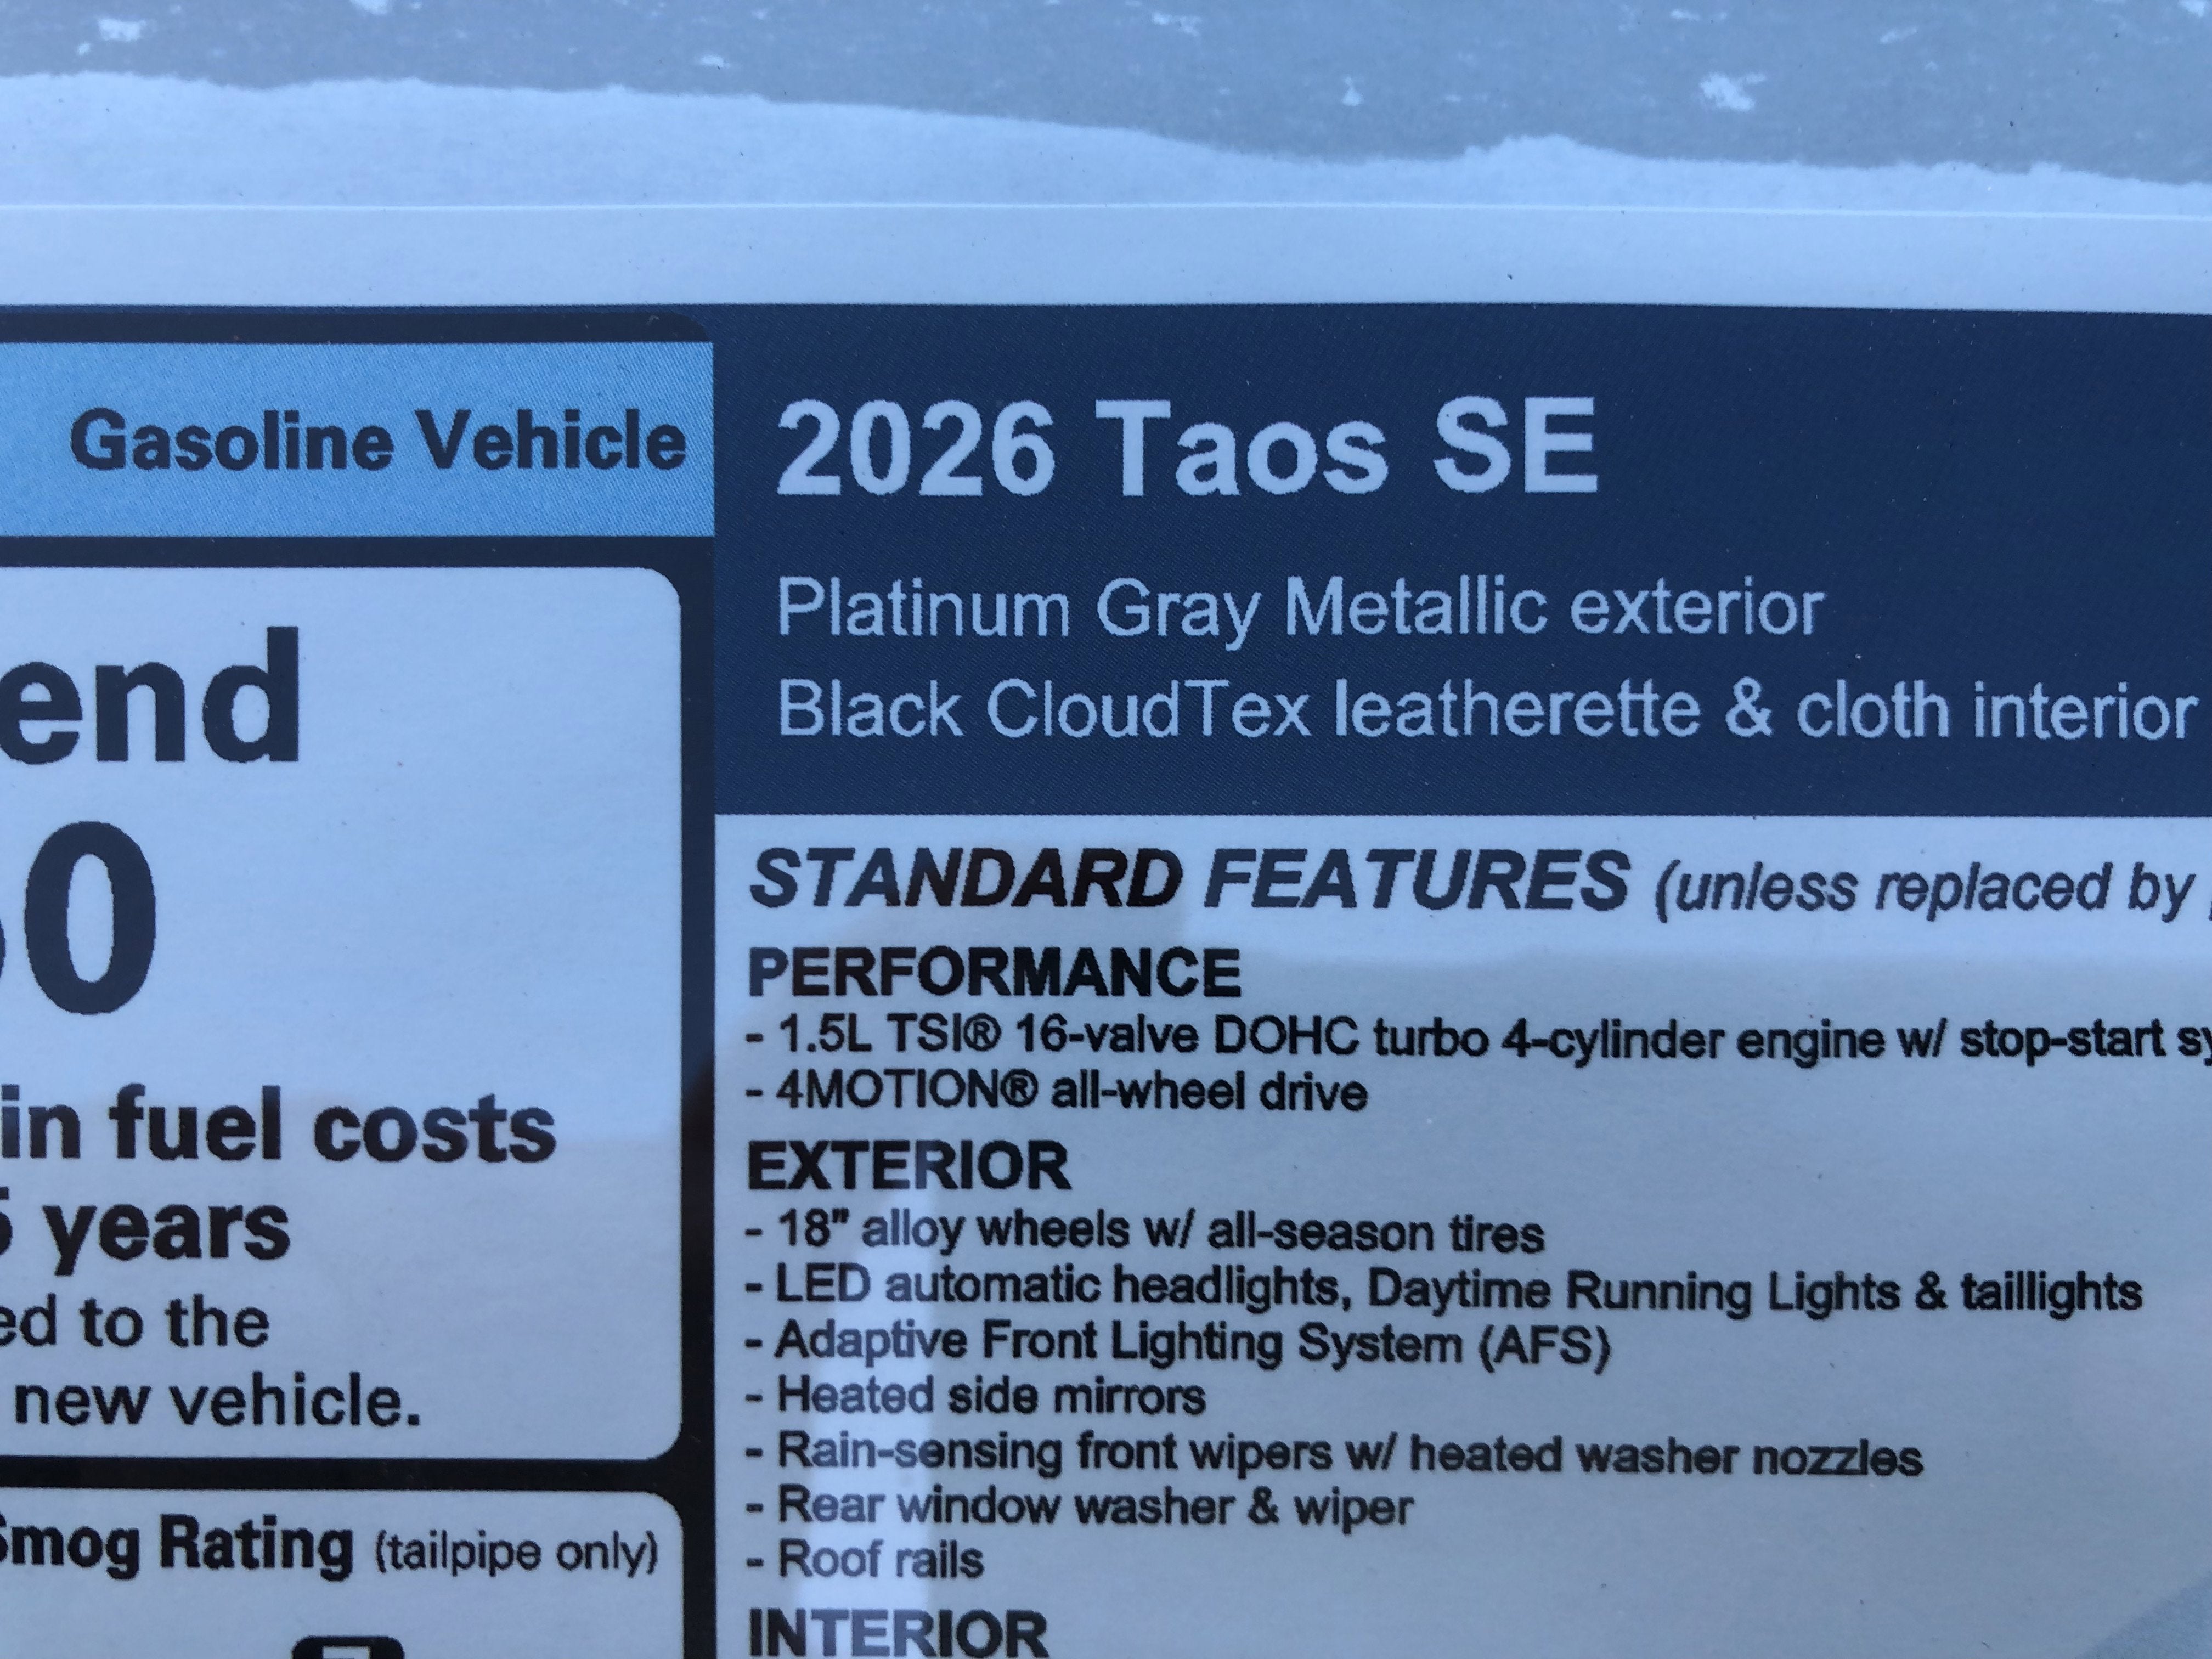 Gasoline Vehicle
end
0
in fuel costs
years
ed to the
new vehicle.
Smog Rating (tailpipe only)
2026 Taos SE
Platinum Gray Metallic exterior
Black CloudTex leatherette & cloth interior
STANDARD FEATURES (unless replaced by
PERFORMANCE
- 1.5L TSI® 16-valve DOHC turbo 4-cylinder engine w/ stop-start sy
- 4MOTION® all-wheel drive
EXTERIOR
- 18" alloy wheels w/ all-season tires
- LED automatic headlights, Daytime Running Lights & taillights
- Adaptive Front Lighting System (AFS)
- Heated side mirrors
- Rain-sensing front wipers w/ heated washer nozzles
- Rear window washer & wiper
- Roof rails
INTERIOR